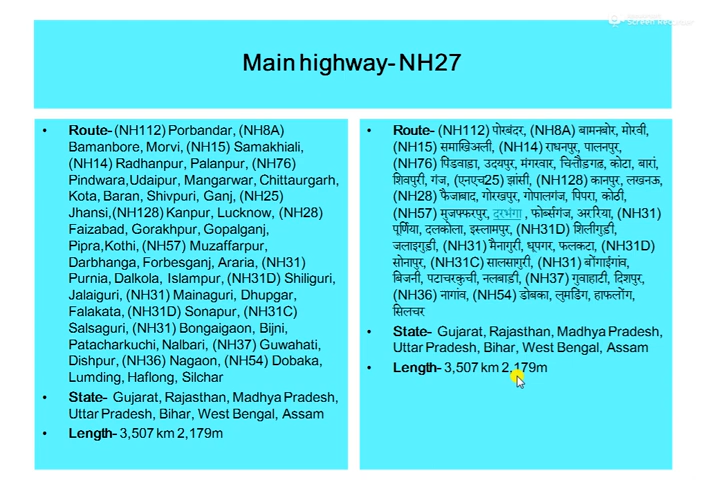 Main highway- NH27
• Route- (NH112) Porbandar, (NH8A)
Bamanbore, Morvi, (NH15) Samakhiali,
(NH14) Radhanpur, Palanpur, (NH76)
Pindwara,Udaipur, Mangarwar, Chittaurgarh,
Kota, Baran, Shivpuri, Ganj, (NH25)
Jhansi,(NH128) Kanpur, Lucknow, (NH28)
Faizabad, Gorakhpur, Gopalganj,
Pipra,Kothi, (NH57) Muzaffarpur,
Darbhanga, Forbesganj, Araria, (NH31)
Purnia, Dalkola, Islampur, (NH31D) Shiliguri,
Jalaiguri, (NH31) Mainaguri, Dhupgar,
Falakata, (NH31D) Sonapur, (NH31C)
Salsaguri, (NH31) Bongaigaon, Bijni,
Patacharkuchi, Nalbari, (NH37) Guwahati,
Dishpur, (NH36) Nagaon, (NH54) Dobaka,
Lumding, Haflong, Silchar
• State- Gujarat, Rajasthan, Madhya Pradesh,
Uttar Pradesh, Bihar, West Bengal, Assam
• Length- 3,507 km 2,179m
• Route- (NH112) पोरबंदर, (NH8A) बामनबोर, मोरवी,
(NH15) समाखिअली, (NH14) राधनपुर, पालनपुर,
(NH76) पिंडवाड़ा, उदयपुर, मंगरवार, चित्तौड़गढ़, कोटा, बारां,
शिवपुरी, गंज, (एनएच25) झांसी, (NH128) कानपुर, लखनऊ,
(NH28) फैजाबाद, गोरखपुर, गोपालगंज, पिपरा, कोठी,
(NH57) मुजफ्फरपुर, दरभंगा , फोर्ब्सगंज, अररिया, (NH31)
पूर्णिया, दलकोला, इस्लामपुर, (NH31D) शिलीगुड़ी,
जलाइगुड़ी, (NH31) मैनागुरी, धूपगर, फलकटा, (NH31D)
सोनापुर, (NH31C) सालसागुरी, (NH31) बोंगाईगांव,
बिजनी, पटाचरकुची, नलबाड़ी, (NH37) गुवाहाटी, दिशपुर,
(NH36) नागांव, (NH54) डोबका, लुमडिंग, हाफलोंग,
सिलचर
• State- Gujarat, Rajasthan, Madhya Pradesh,
Uttar Pradesh, Bihar, West Bengal, Assam
• Length- 3,507 km 2,179m